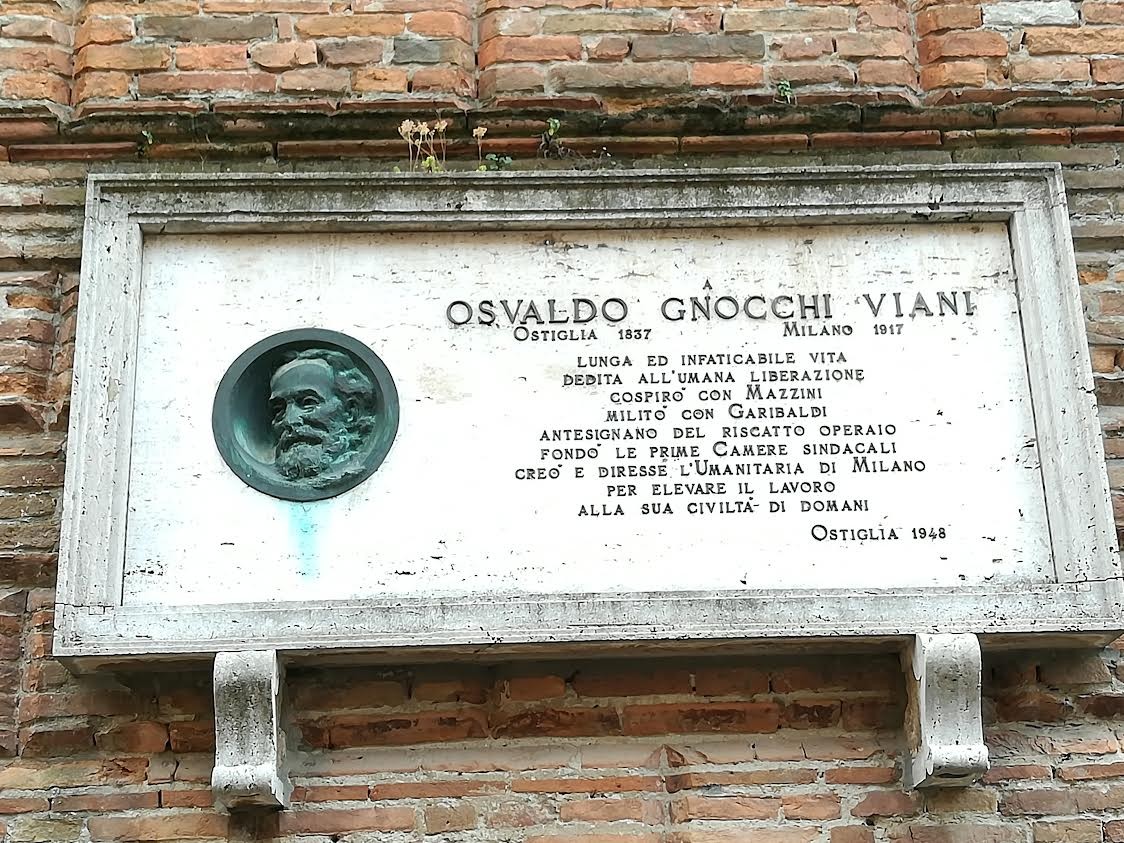 OSVALDO GNOCCHI VIANI
OSTIGLIA 1837 MILANO 1917
LUNGA ED INFATICABILE VITA
DEDITA ALL'UMANA LIBERAZIONE
COSPIRÒ CON MAZZINI
MILITÒ CON GARIBALDI
ANTESIGNANO DEL RISCATTO OPERAIO
FONDÒ LE PRIME CAMERE SINDACALI
CREÒ E DIRESSE L'UMANITARIA DI MILANO
PER ELEVARE IL LAVORO
ALLA SUA CIVILTÀ DI DOMANI
OSTIGLIA 1948